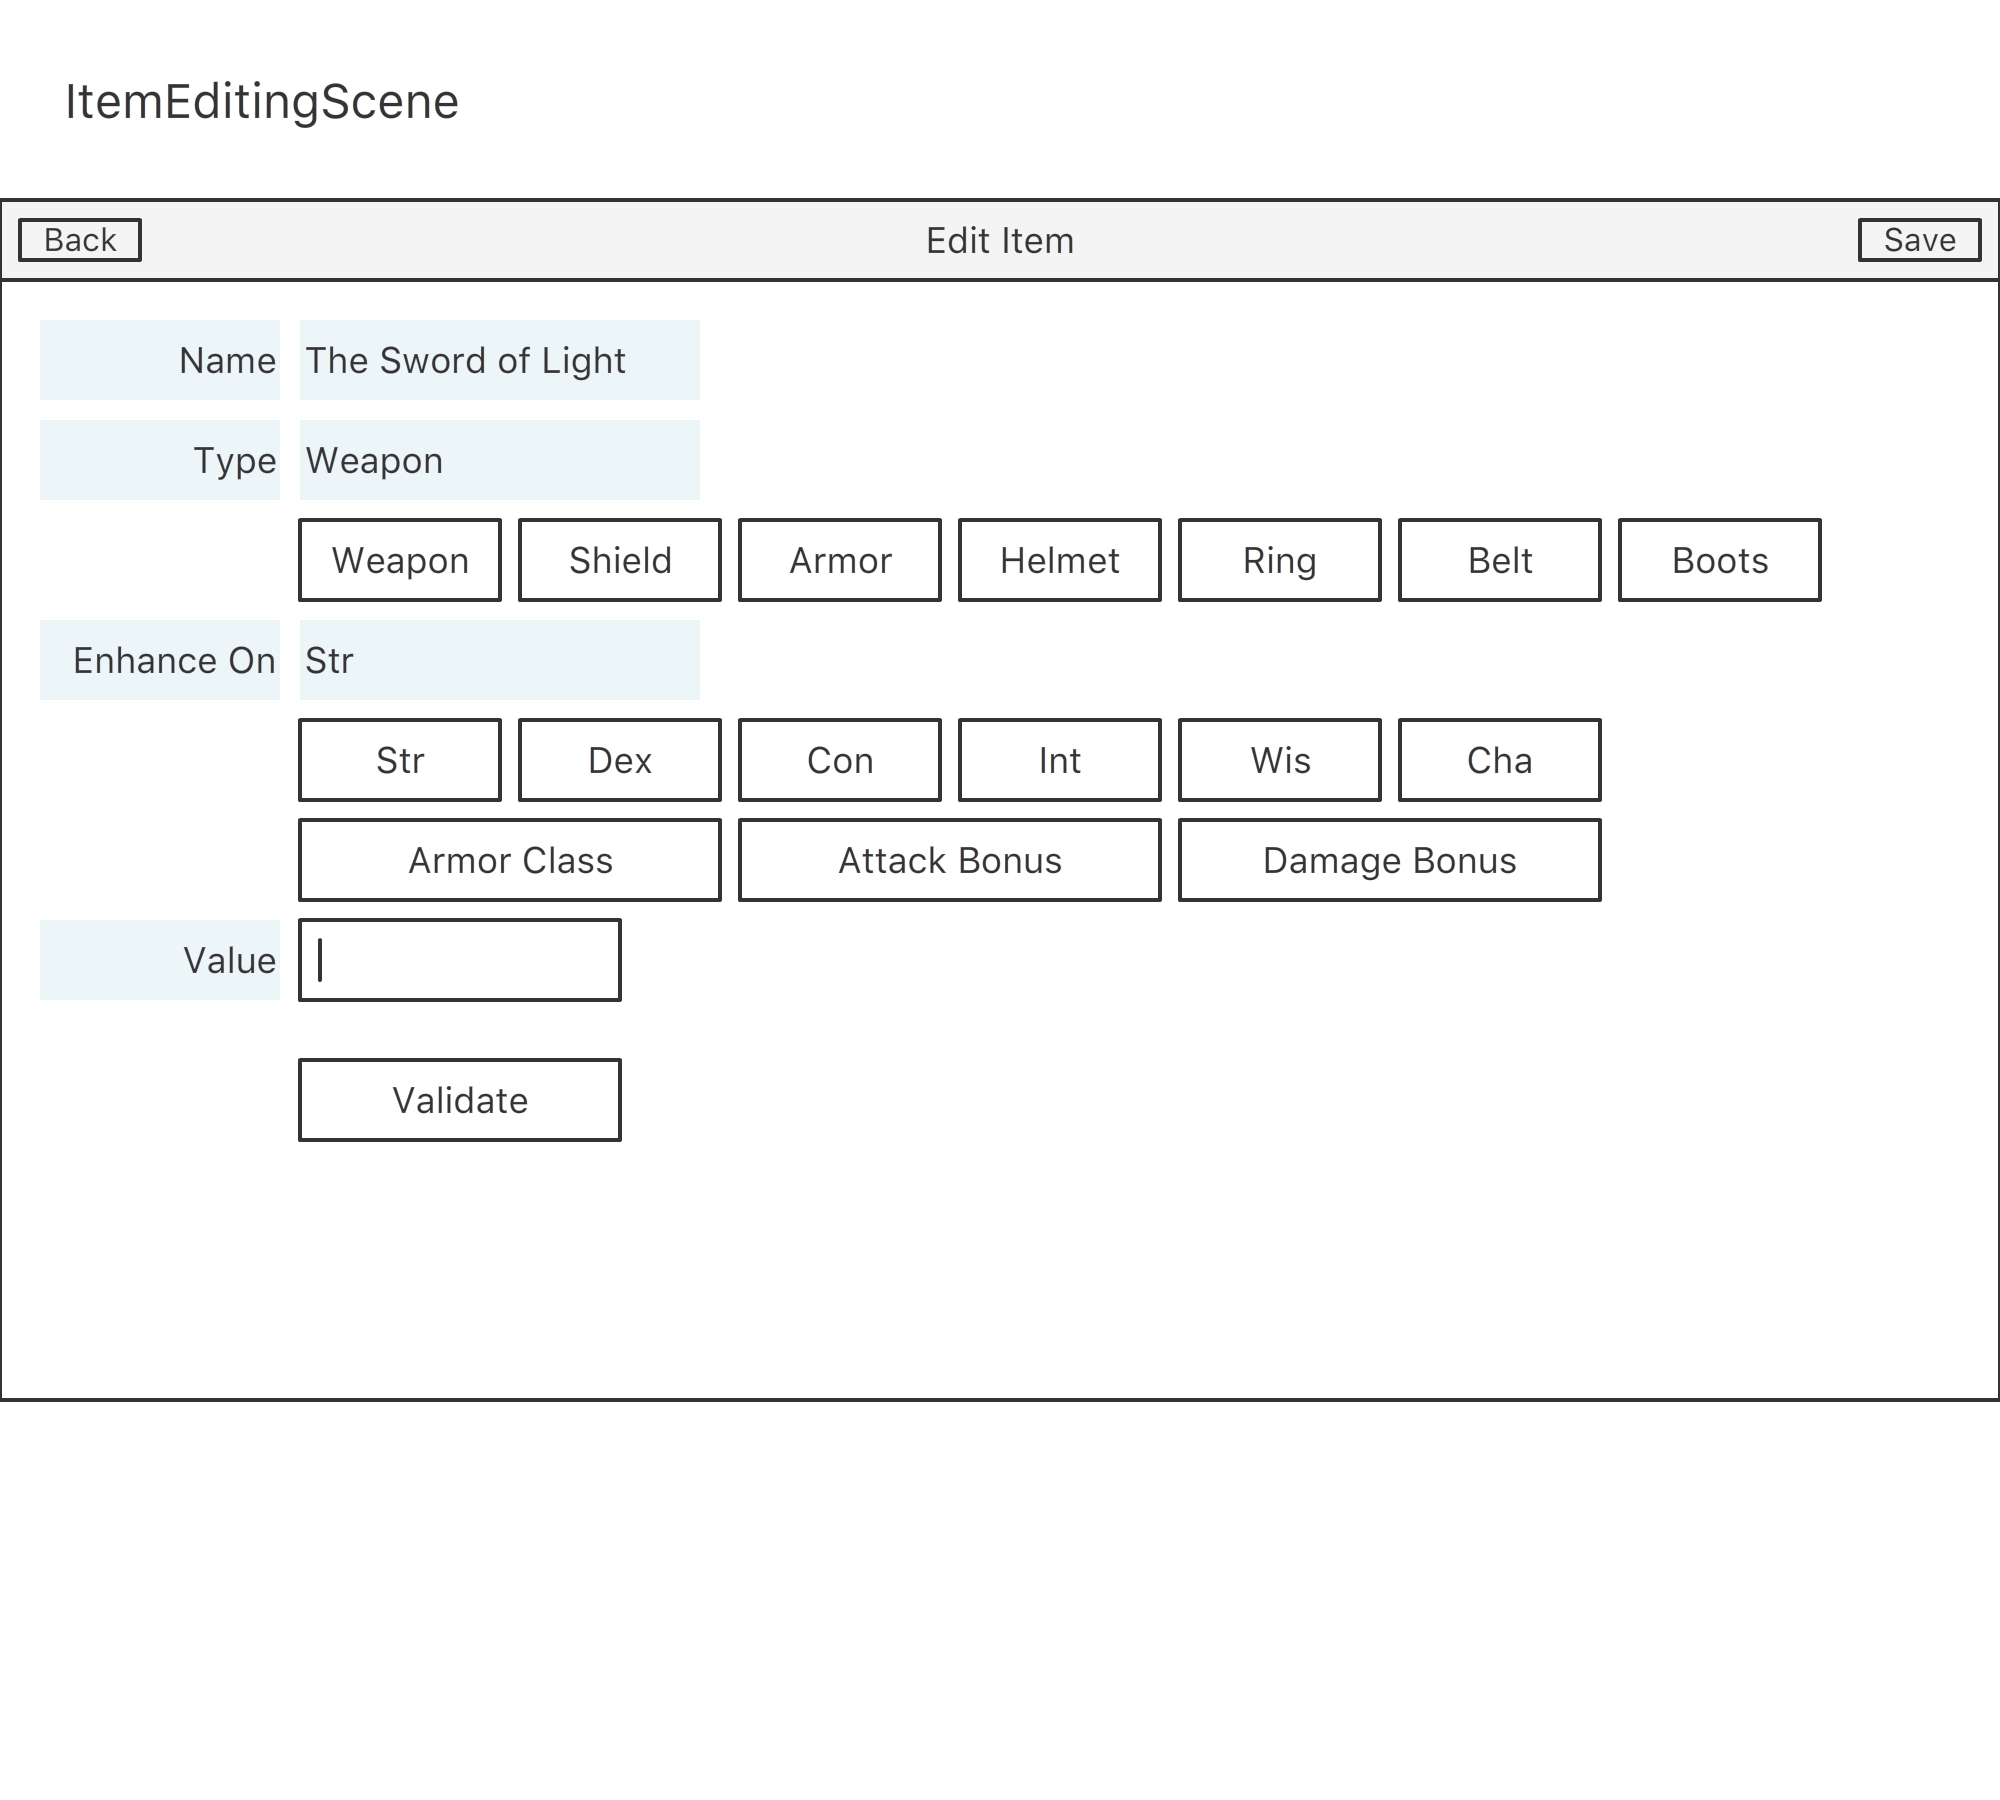 ItemEditingScene
Back Edit Item Save
Name The Sword of Light
Type Weapon
Weapon Shield Armor Helmet Ring Belt Boots
Enhance On Str
Str Dex Con Int Wis Cha
Armor Class Attack Bonus Damage Bonus
Value
Validate